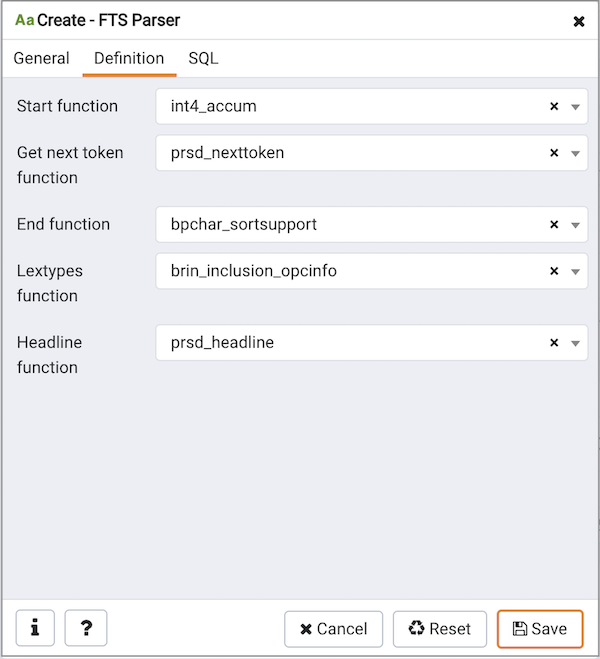 Aa Create - FTS Parser
General Definition SQL
Start function int4_accum
Get next token prsd_nexttoken
function
End function bpchar_sortsupport
Lextypes brin_inclusion_opcinfo
function
Headline prsd_headline
function
i ? Cancel Reset Save